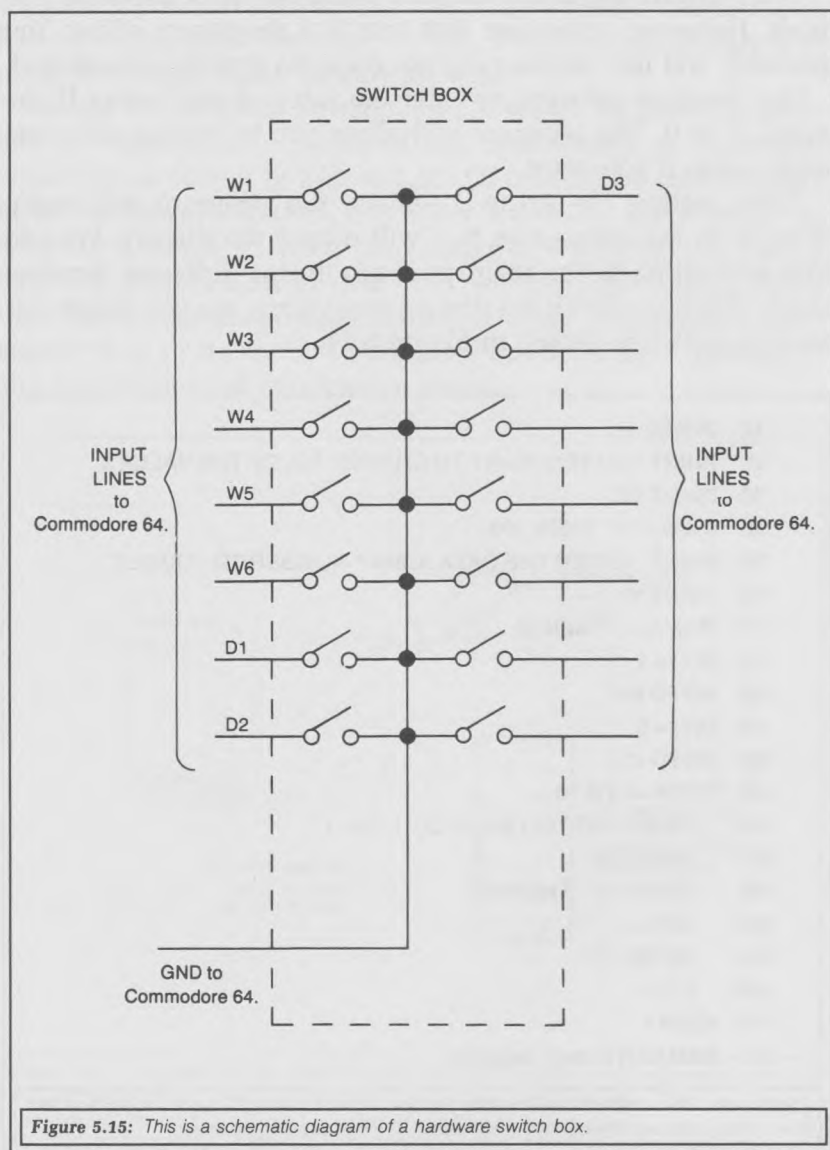 SWITCH BOX
W1
D3
W2
W3
W4
INPUT
LINES
to
Commodore 64.
INPUT
LINES
to
Commodore 64.
W5
W6
D1
D2
GND to
Commodore 64.
Figure 5.15: This is a schematic diagram of a hardware switch box.